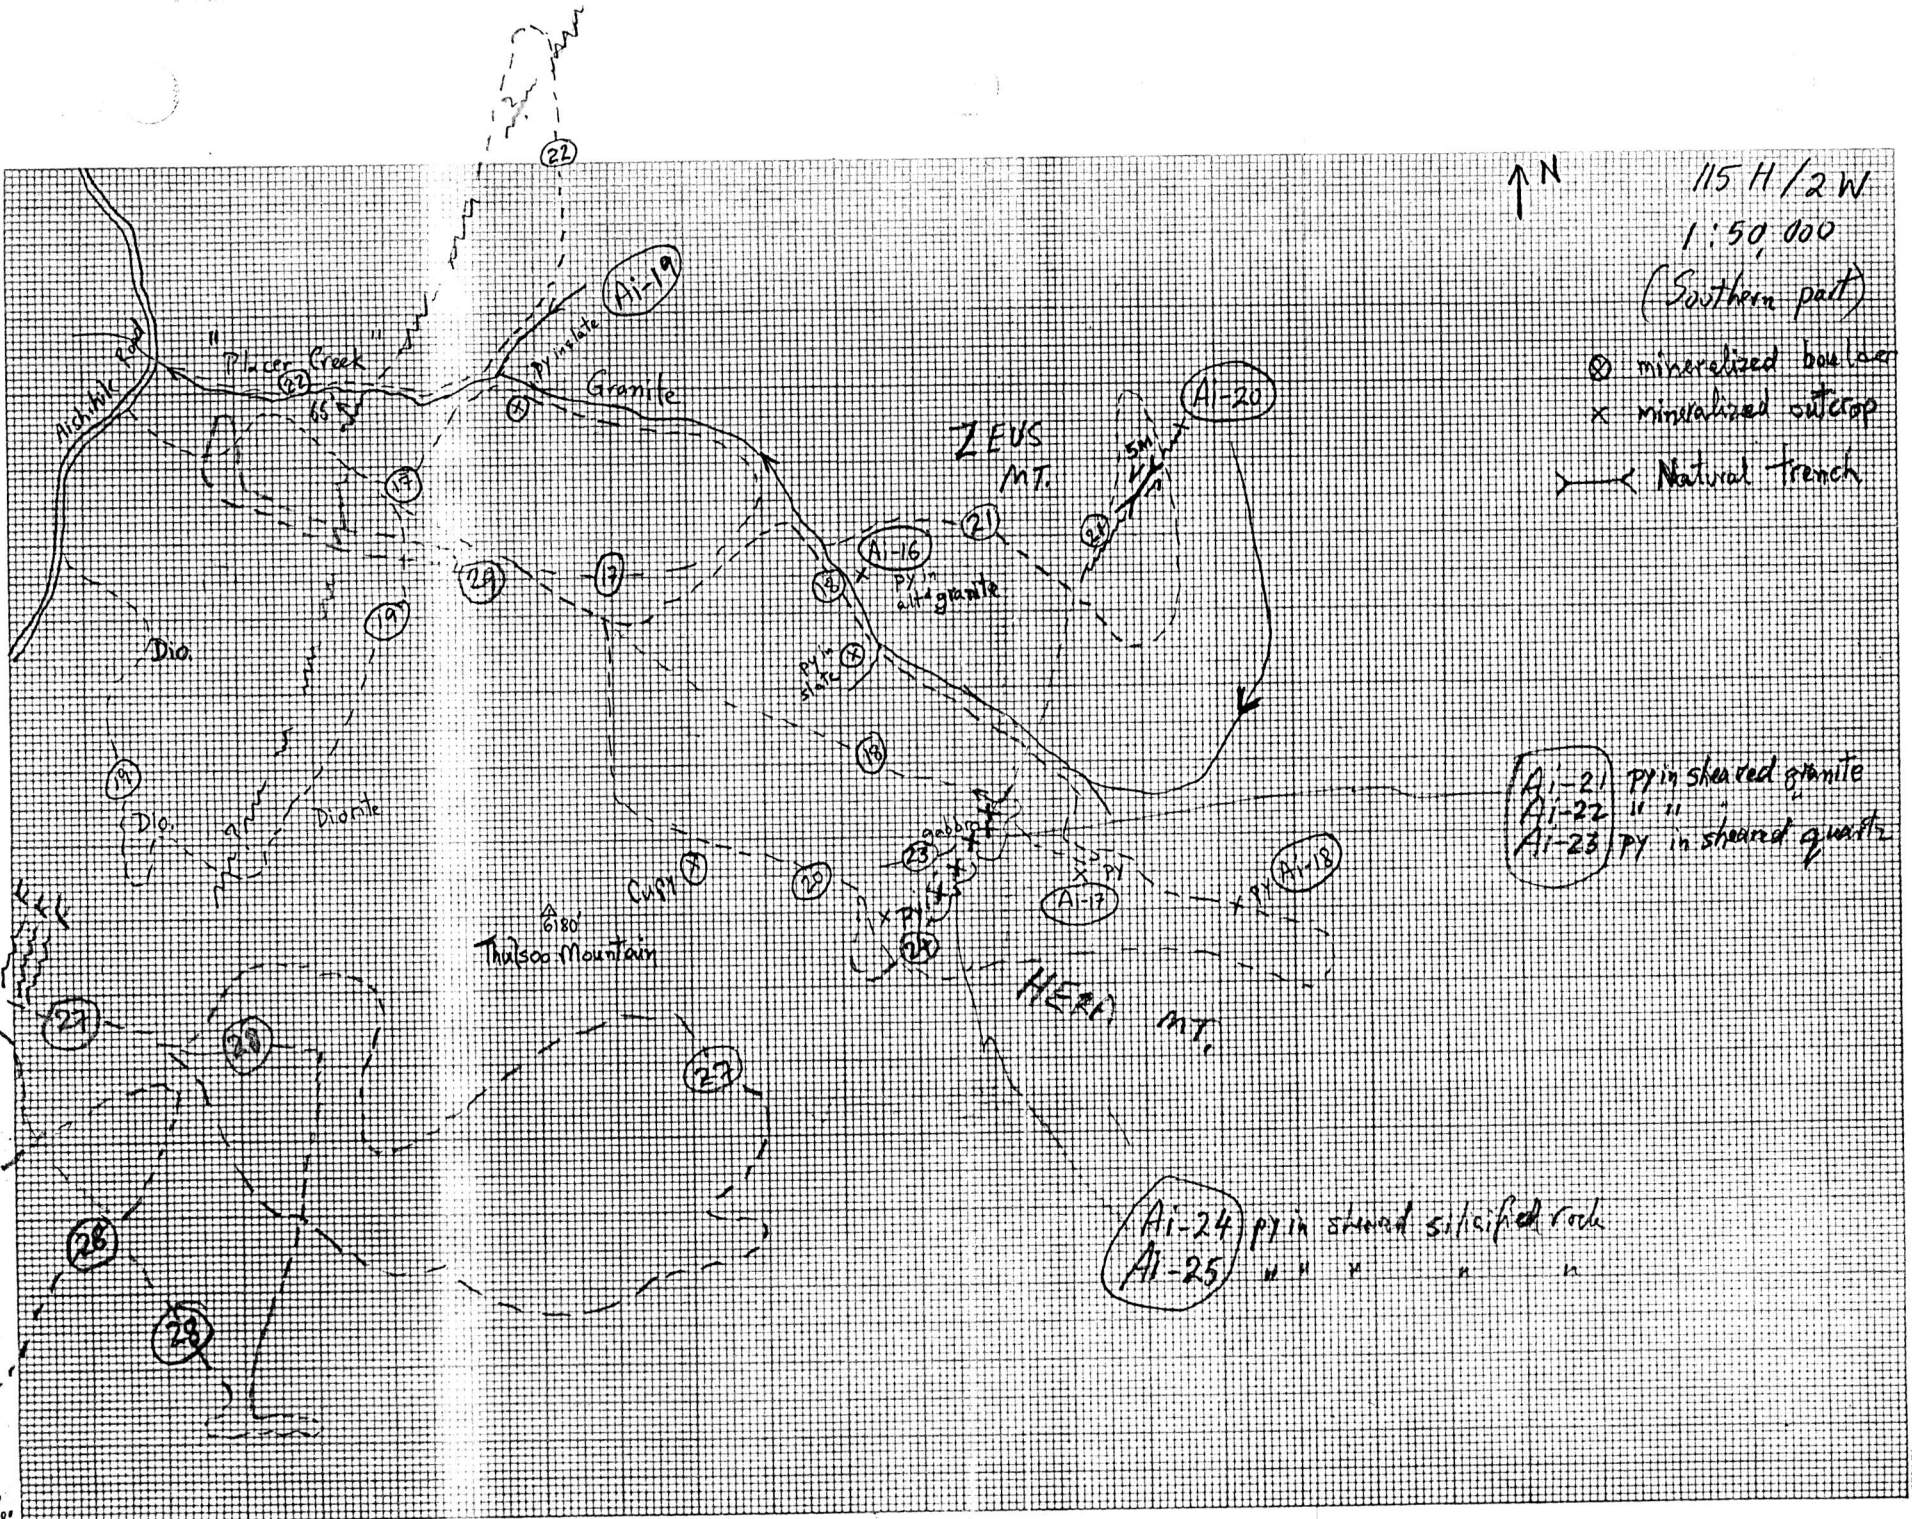 22
N
115 H/2W
1:50,000
(Southern part)
⊗ mineralized boulder
x mineralized outcrop
Natural trench
Ai-19
py in slate
"Placer Creek"
22
65
Aishihik Road
Granite
ZEUS
MT.
Ai-20
5m
21
21
17
Ai-16
py in
altd granite
18
29
17
19
Dio.
py in
slate
18
19
Dio.
Diorite
Ai-21 py in sheared granite
Ai-22 " " "
Ai-23 py in sheared quartz
gabbro
23
Cupy
20
py
Ai-17
py Ai-18
py
24
6180'
Thulsoo Mountain
HERA MT.
27
28
27
28
28
Ai-24 py in sheared silicified rock
Ai-25 " " " " "